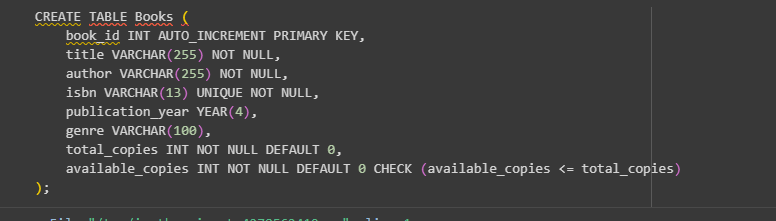 CREATE TABLE Books (
    book_id INT AUTO_INCREMENT PRIMARY KEY,
    title VARCHAR(255) NOT NULL,
    author VARCHAR(255) NOT NULL,
    isbn VARCHAR(13) UNIQUE NOT NULL,
    publication_year YEAR(4),
    genre VARCHAR(100),
    total_copies INT NOT NULL DEFAULT 0,
    available_copies INT NOT NULL DEFAULT 0 CHECK (available_copies <= total_copies)
);